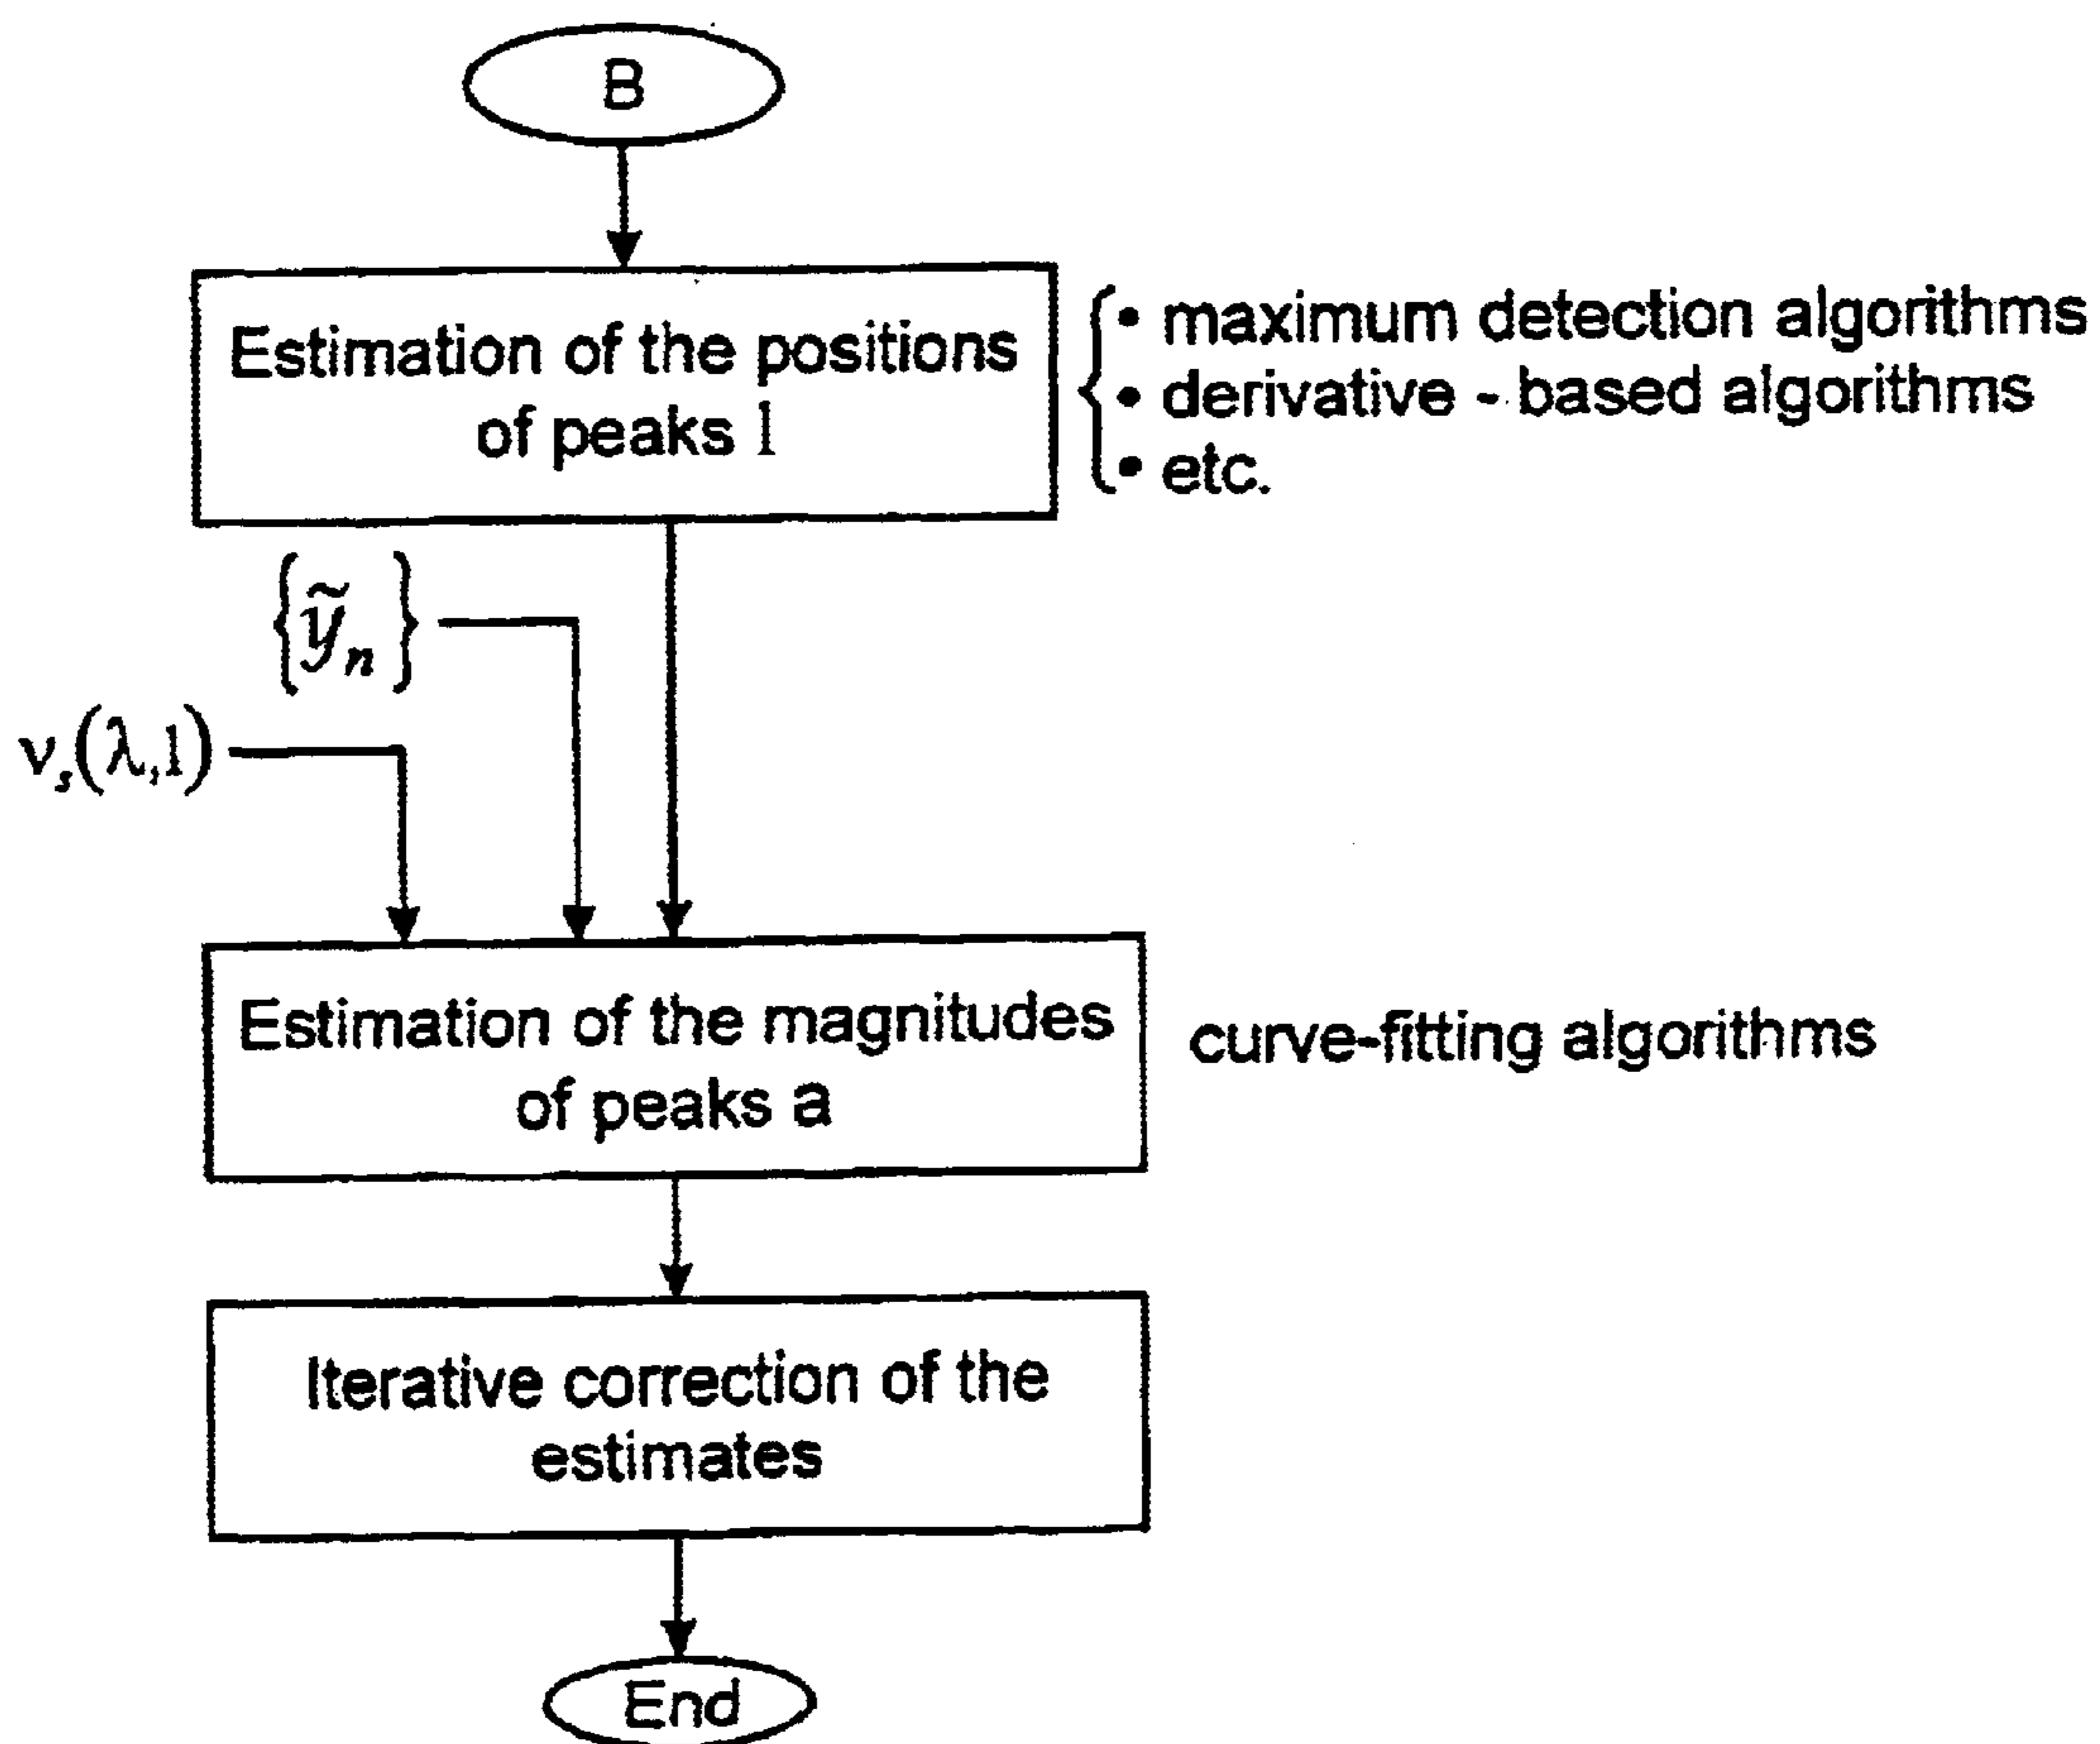 B
Estimation of the positions
of peaks l
• maximum detection algorithms
• derivative - based algorithms
• etc.
{ỹn}
νs(λ,l)
Estimation of the magnitudes
of peaks a
curve-fitting algorithms
Iterative correction of the
estimates
End